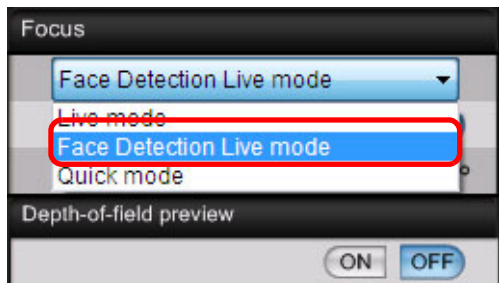 Focus
Face Detection Live mode
Live mode
Face Detection Live mode
Quick mode
Depth-of-field preview
ON OFF